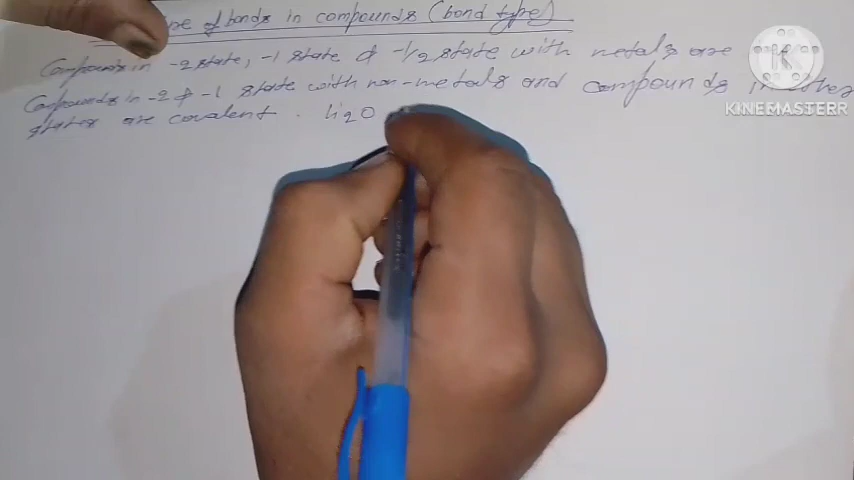 of bonds in compounds (bond type)
Compounds in -2 state, -1 state & -1/2 state with metals are
Compounds in -2 & -1 state with non-metals and compounds in other
states are covalent. Li2O
K
KINEMASTERR